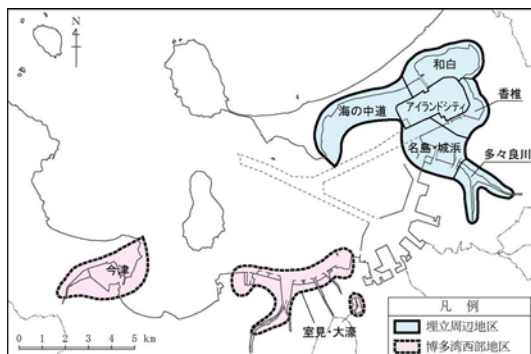 N
和白
香椎
海の中道
アイランドシティ
名島・城浜
多々良川
今津
室見・大濠
凡 例
埋立周辺地区
博多湾西部地区
0 1 2 3 4 5 km